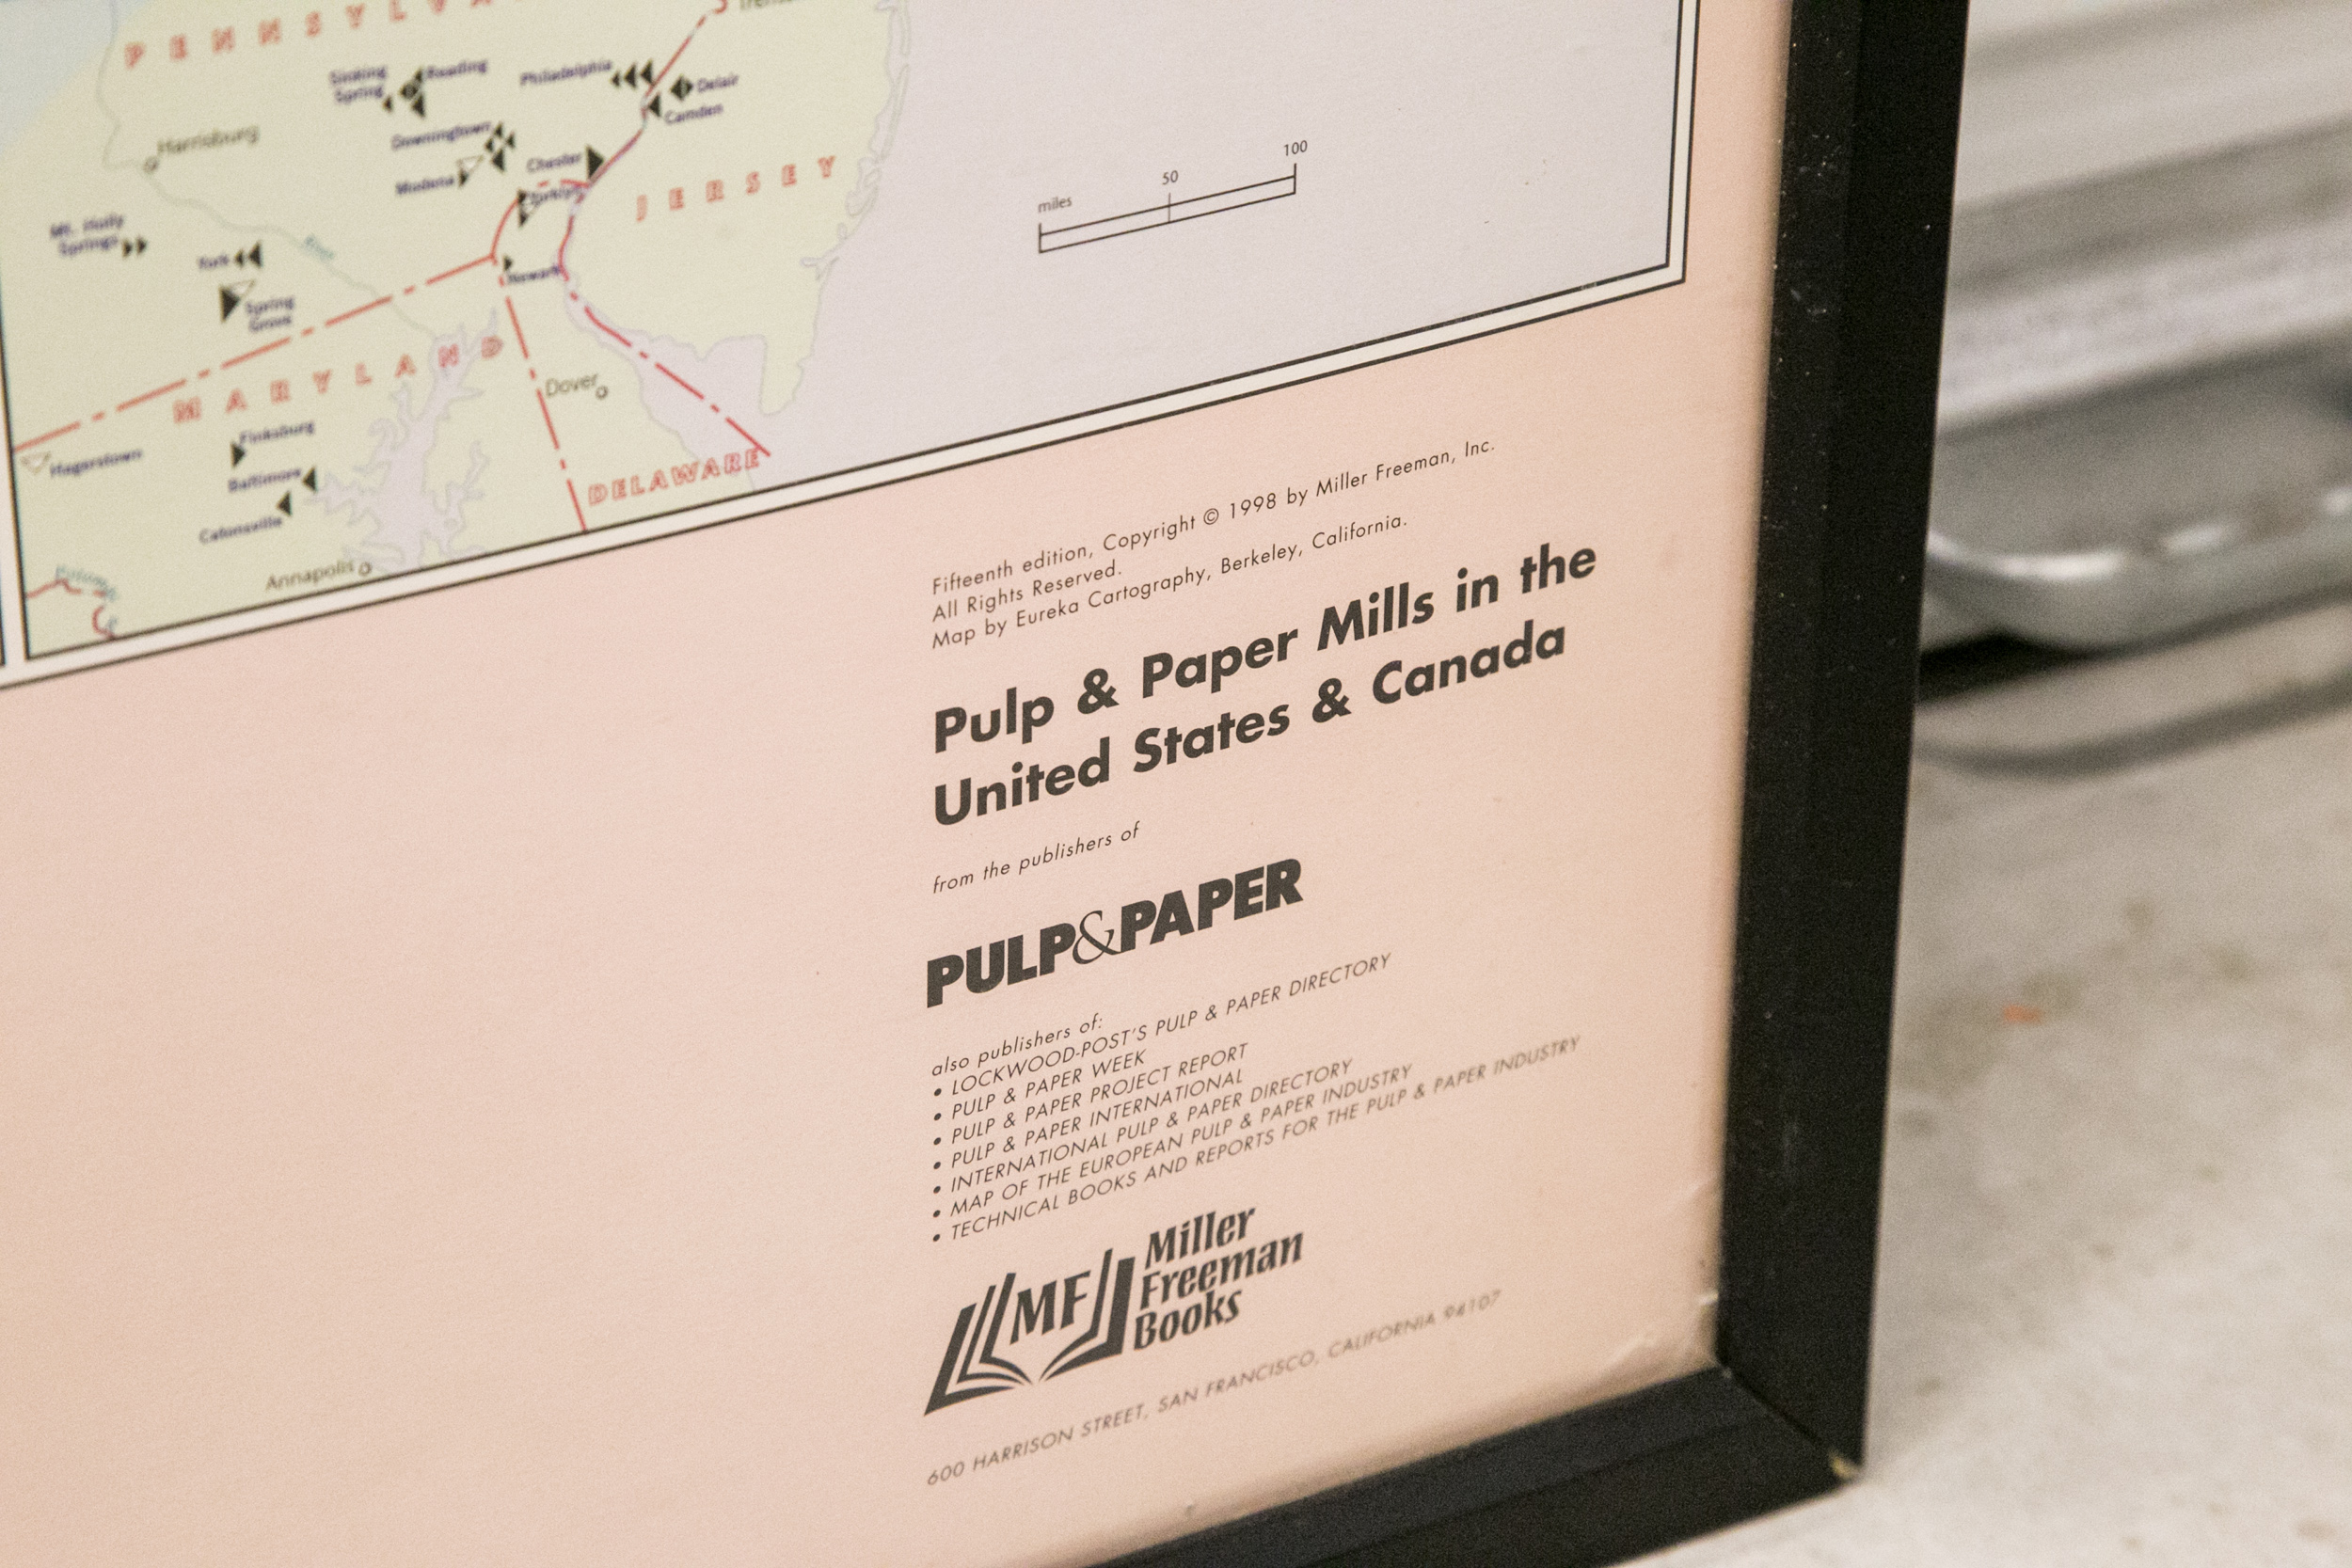 PENNSYLVA
Sinking
Spring
Reading
Philadelphia
Delair
Camden
Harrisburg
Downingtown
Modena
Chester
JERSEY
Mt. Holly
Springs
York
Newark
Spring
Grove
MARYLAND
Dover
Finksburg
Hagerstown
Baltimore
Catonsville
DELAWARE
Annapolis
miles
50
100
Fifteenth edition, Copyright © 1998 by Miller Freeman, Inc.
All Rights Reserved.
Map by Eureka Cartography, Berkeley, California.
Pulp & Paper Mills in the
United States & Canada
from the publishers of
PULP&PAPER
also publishers of:
• LOCKWOOD-POST'S PULP & PAPER DIRECTORY
• PULP & PAPER WEEK
• PULP & PAPER PROJECT REPORT
• PULP & PAPER INTERNATIONAL
• INTERNATIONAL PULP & PAPER DIRECTORY
• MAP OF THE EUROPEAN PULP & PAPER INDUSTRY
• TECHNICAL BOOKS AND REPORTS FOR THE PULP & PAPER INDUSTRY
MF
Miller
Freeman
Books
600 HARRISON STREET, SAN FRANCISCO, CALIFORNIA 94107